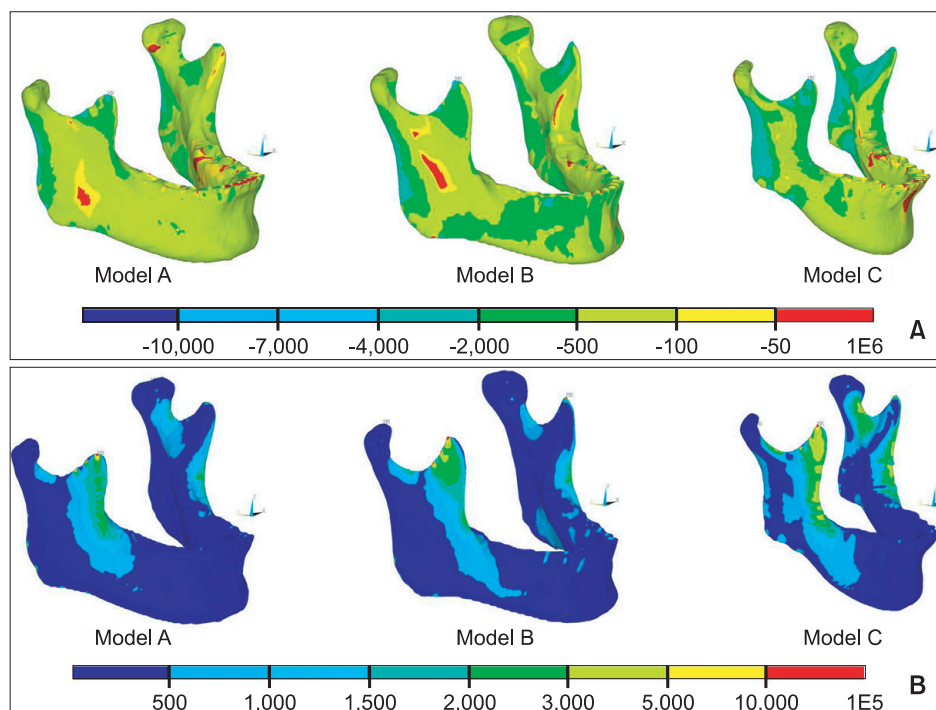 Model A Model B Model C
-10,000 -7,000 -4,000 -2,000 -500 -100 -50 1E6
A
Model A Model B Model C
500 1,000 1,500 2,000 3,000 5,000 10,000 1E5
B